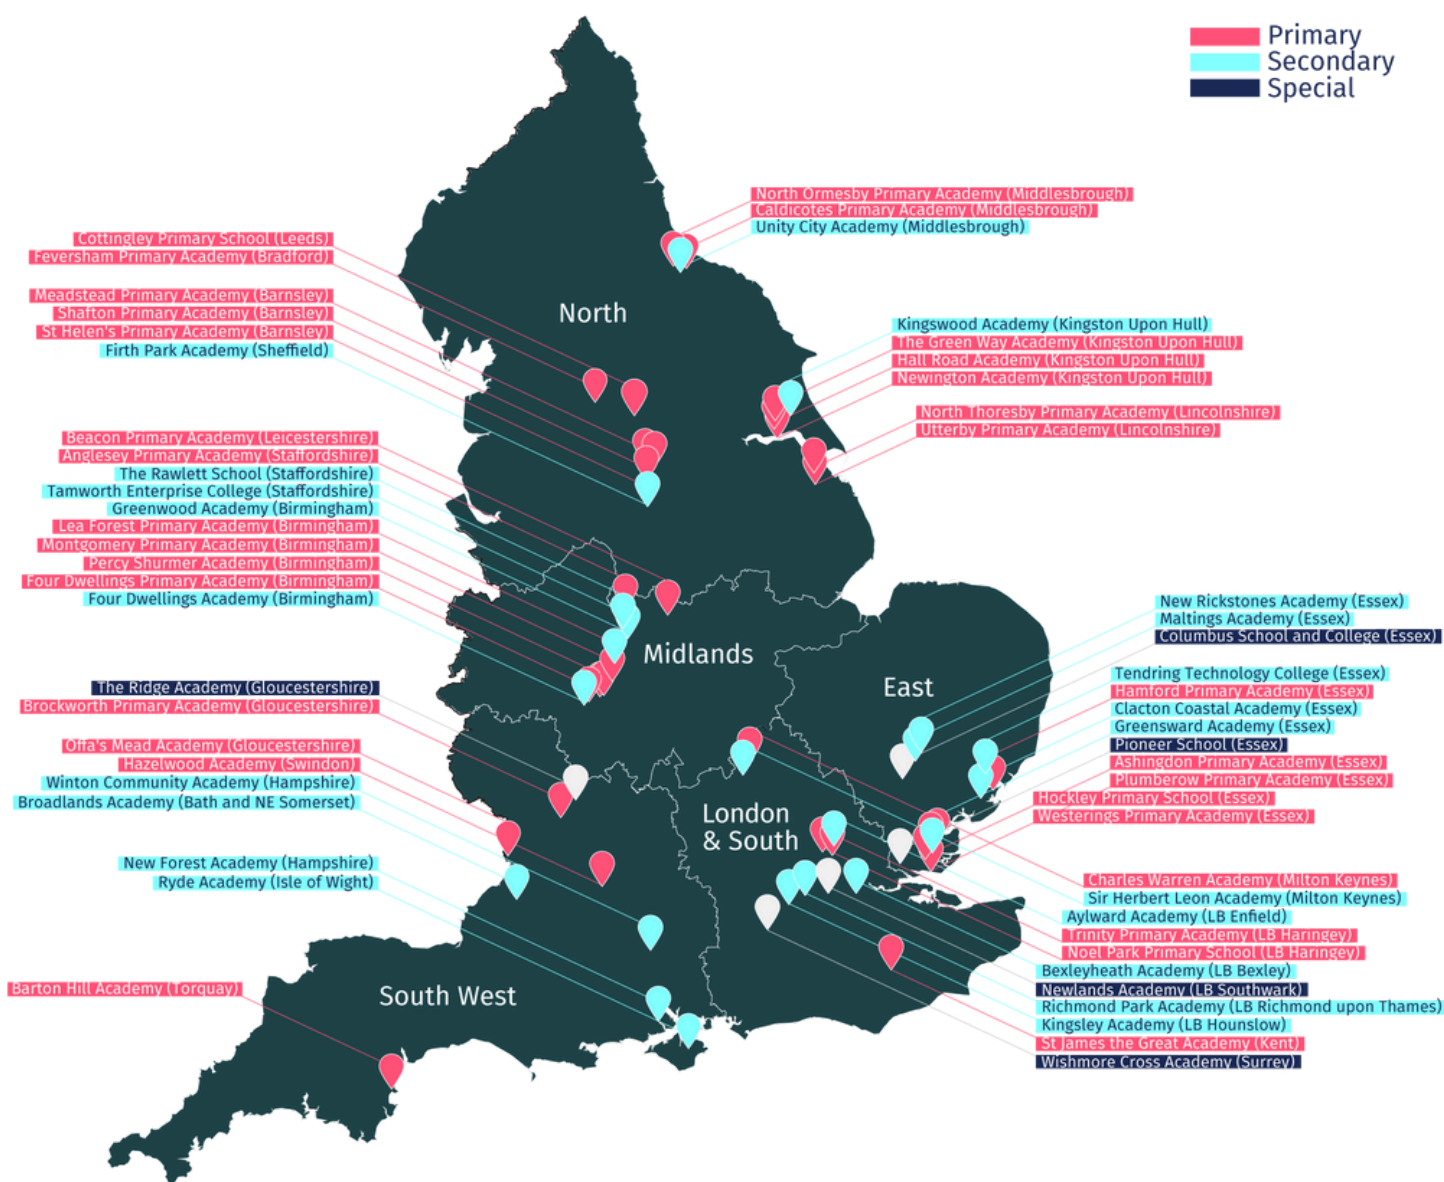 Primary
Secondary
Special
North Ormesby Primary Academy (Middlesbrough)
Caldicotes Primary Academy (Middlesbrough)
Unity City Academy (Middlesbrough)
Cottingley Primary School (Leeds)
Feversham Primary Academy (Bradford)
Meadstead Primary Academy (Barnsley)
Shafton Primary Academy (Barnsley)
St Helen's Primary Academy (Barnsley)
Firth Park Academy (Sheffield)
North
Kingswood Academy (Kingston Upon Hull)
The Green Way Academy (Kingston Upon Hull)
Hall Road Academy (Kingston Upon Hull)
Newington Academy (Kingston Upon Hull)
North Thoresby Primary Academy (Lincolnshire)
Utterby Primary Academy (Lincolnshire)
Beacon Primary Academy (Leicestershire)
Anglesey Primary Academy (Staffordshire)
The Rawlett School (Staffordshire)
Tamworth Enterprise College (Staffordshire)
Greenwood Academy (Birmingham)
Lea Forest Primary Academy (Birmingham)
Montgomery Primary Academy (Birmingham)
Percy Shurmer Academy (Birmingham)
Four Dwellings Primary Academy (Birmingham)
Four Dwellings Academy (Birmingham)
Midlands
East
New Rickstones Academy (Essex)
Maltings Academy (Essex)
Columbus School and College (Essex)
Tendring Technology College (Essex)
Hamford Primary Academy (Essex)
Clacton Coastal Academy (Essex)
Greensward Academy (Essex)
Pioneer School (Essex)
Ashingdon Primary Academy (Essex)
Plumberow Primary Academy (Essex)
Hockley Primary School (Essex)
Westerings Primary Academy (Essex)
The Ridge Academy (Gloucestershire)
Brockworth Primary Academy (Gloucestershire)
Offa's Mead Academy (Gloucestershire)
Hazelwood Academy (Swindon)
Winton Community Academy (Hampshire)
Broadlands Academy (Bath and NE Somerset)
New Forest Academy (Hampshire)
Ryde Academy (Isle of Wight)
London
& South
Charles Warren Academy (Milton Keynes)
Sir Herbert Leon Academy (Milton Keynes)
Aylward Academy (LB Enfield)
Trinity Primary Academy (LB Haringey)
Noel Park Primary School (LB Haringey)
Bexleyheath Academy (LB Bexley)
Newlands Academy (LB Southwark)
Richmond Park Academy (LB Richmond upon Thames)
Kingsley Academy (LB Hounslow)
St James the Great Academy (Kent)
Wishmore Cross Academy (Surrey)
South West
Barton Hill Academy (Torquay)